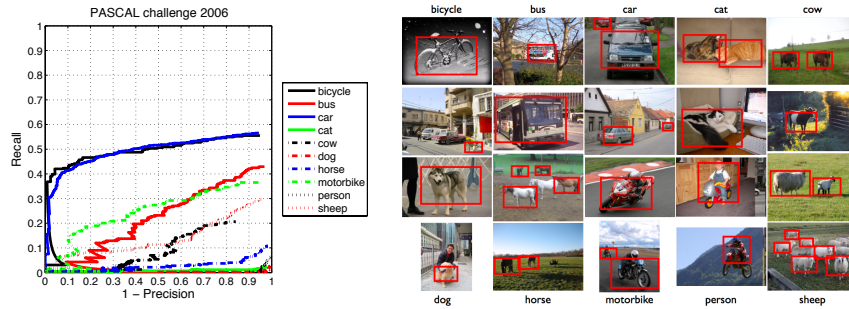 PASCAL challenge 2006
1
0.9
0.8
0.7
0.6
0.5
0.4
0.3
0.2
0.1
0
0 0.1 0.2 0.3 0.4 0.5 0.6 0.7 0.8 0.9 1
Recall
1 − Precision
bicycle
bus
car
cat
cow
dog
horse
motorbike
person
sheep
bicycle bus car cat cow
dog horse motorbike person sheep